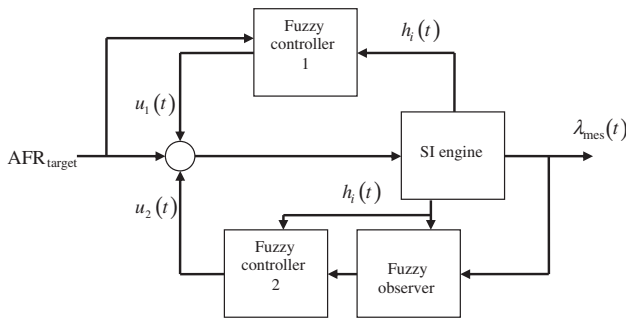 Fuzzy
controller
1
h_i(t)
u_1(t)
AFR_target
SI engine
λ_mes(t)
u_2(t)
h_i(t)
Fuzzy
controller
2
Fuzzy
observer